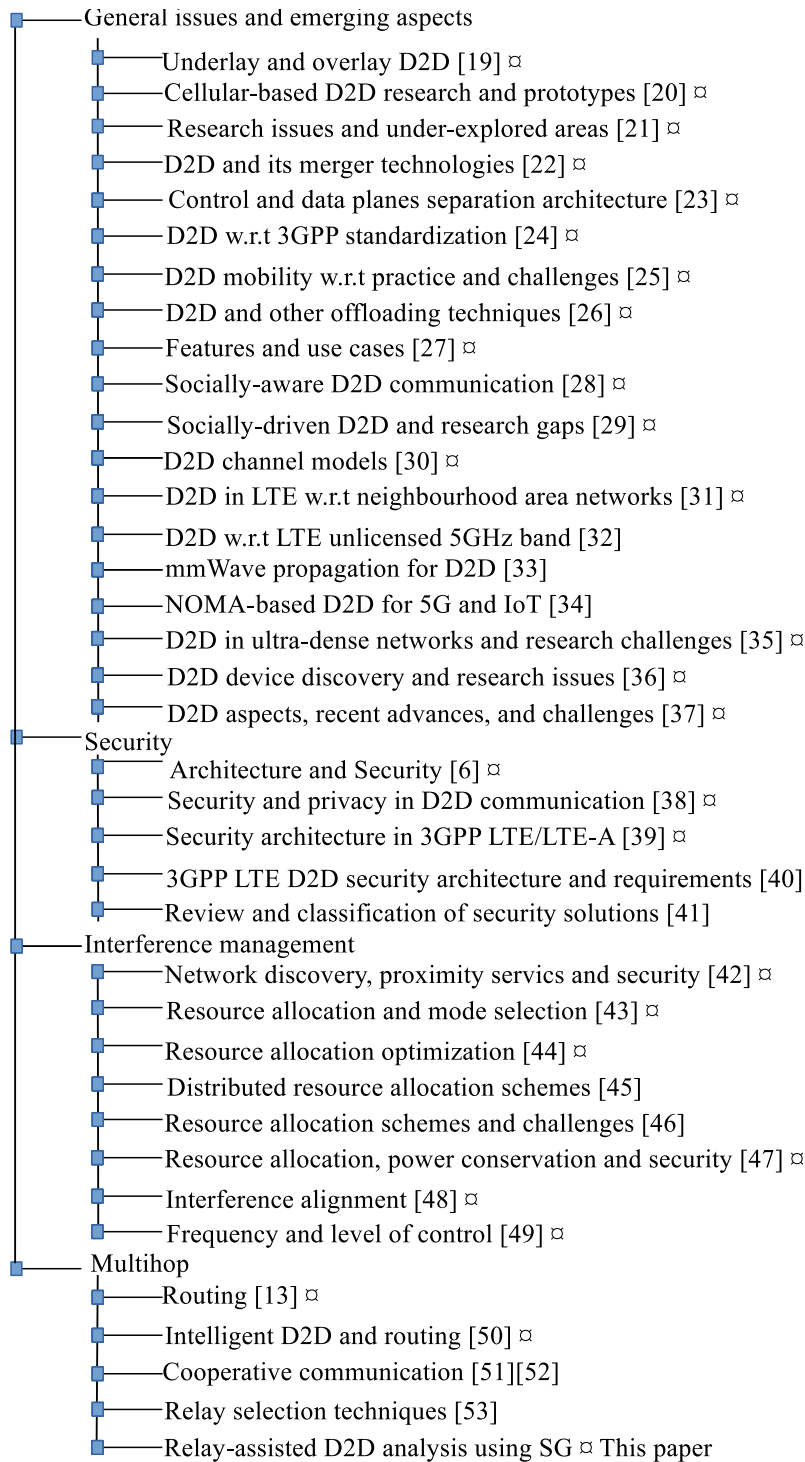 General issues and emerging aspects
Underlay and overlay D2D [19] ¤
Cellular-based D2D research and prototypes [20] ¤
Research issues and under-explored areas [21] ¤
D2D and its merger technologies [22] ¤
Control and data planes separation architecture [23] ¤
D2D w.r.t 3GPP standardization [24] ¤
D2D mobility w.r.t practice and challenges [25] ¤
D2D and other offloading techniques [26] ¤
Features and use cases [27] ¤
Socially-aware D2D communication [28] ¤
Socially-driven D2D and research gaps [29] ¤
D2D channel models [30] ¤
D2D in LTE w.r.t neighbourhood area networks [31] ¤
D2D w.r.t LTE unlicensed 5GHz band [32]
mmWave propagation for D2D [33]
NOMA-based D2D for 5G and IoT [34]
D2D in ultra-dense networks and research challenges [35] ¤
D2D device discovery and research issues [36] ¤
D2D aspects, recent advances, and challenges [37] ¤
Security
Architecture and Security [6] ¤
Security and privacy in D2D communication [38] ¤
Security architecture in 3GPP LTE/LTE-A [39] ¤
3GPP LTE D2D security architecture and requirements [40]
Review and classification of security solutions [41]
Interference management
Network discovery, proximity servics and security [42] ¤
Resource allocation and mode selection [43] ¤
Resource allocation optimization [44] ¤
Distributed resource allocation schemes [45]
Resource allocation schemes and challenges [46]
Resource allocation, power conservation and security [47] ¤
Interference alignment [48] ¤
Frequency and level of control [49] ¤
Multihop
Routing [13] ¤
Intelligent D2D and routing [50] ¤
Cooperative communication [51][52]
Relay selection techniques [53]
Relay-assisted D2D analysis using SG ¤ This paper